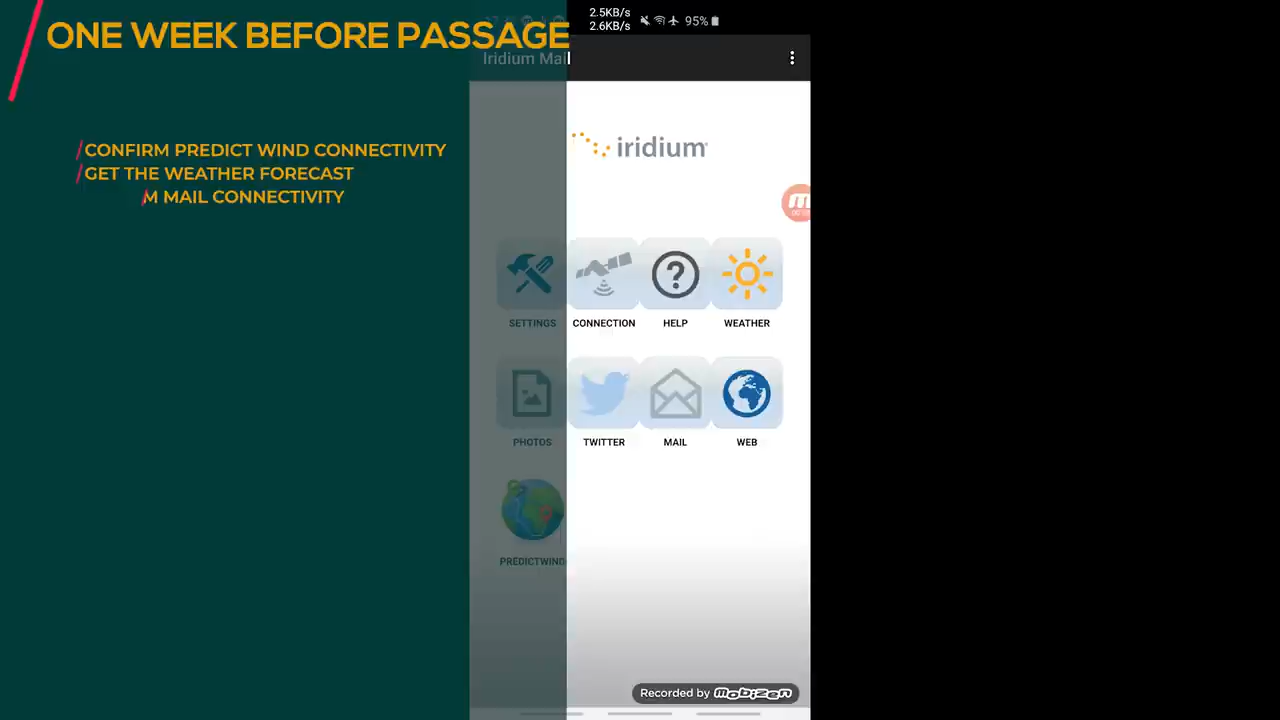 ONE WEEK BEFORE PASSAGE
CONFIRM PREDICT WIND CONNECTIVITY
GET THE WEATHER FORECAST
M MAIL CONNECTIVITY
2.5KB/s
2.6KB/s
95%
Iridium Mail
iridium
SETTINGS
CONNECTION
HELP
WEATHER
PHOTOS
TWITTER
MAIL
WEB
PREDICTWIND
Recorded by mobizen